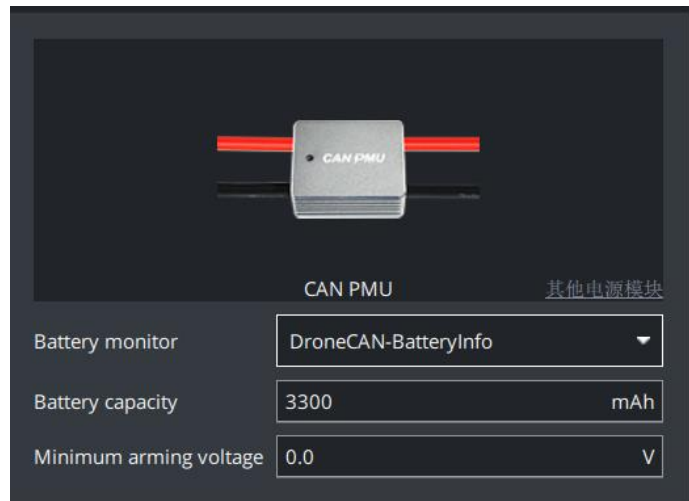 CAN PMU
CAN PMU
其他电源模块
Battery monitor
DroneCAN-BatteryInfo
Battery capacity
3300 mAh
Minimum arming voltage
0.0 V